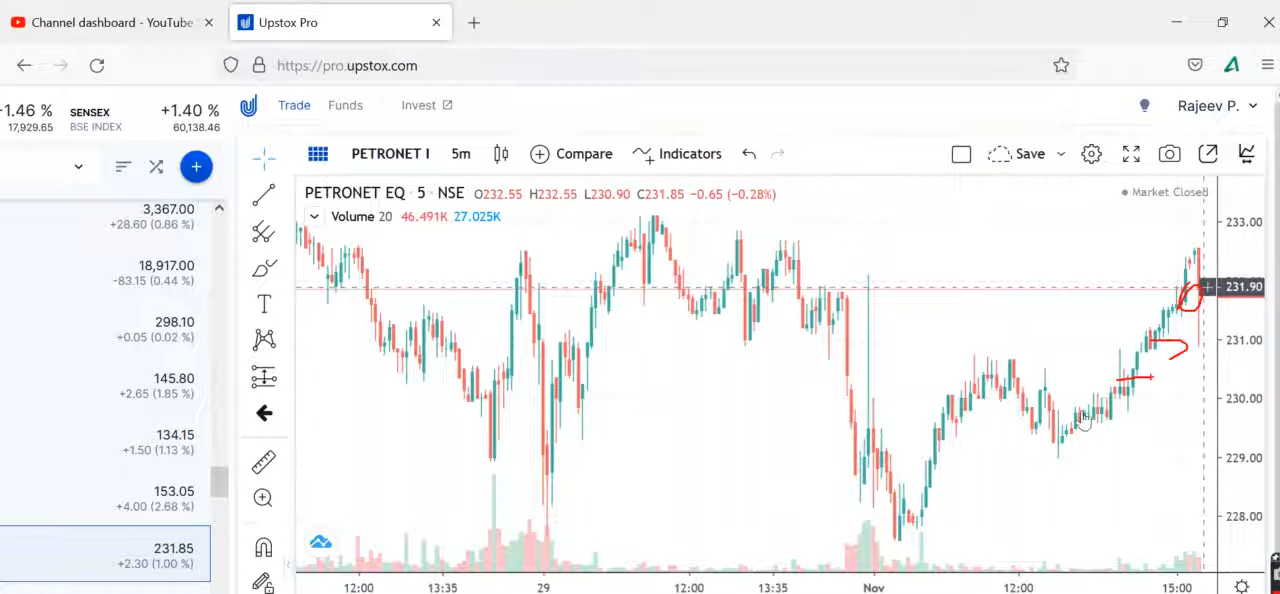 Channel dashboard - YouTube
Upstox Pro
https://pro.upstox.com
1.46 %
17,929.65
SENSEX
BSE INDEX
+1.40 %
60,138.46
Trade
Funds
Invest
Rajeev P.
PETRONET I
5m
Compare
Indicators
Save
3,367.00
+28.60 (0.86 %)
18,917.00
-83.15 (0.44 %)
298.10
+0.05 (0.02 %)
145.80
+2.65 (1.85 %)
134.15
+1.50 (1.13 %)
153.05
+4.00 (2.68 %)
231.85
+2.30 (1.00 %)
T
PETRONET EQ · 5 · NSE O232.55 H232.55 L230.90 C231.85 -0.65 (-0.28%)
Market Closed
Volume 20 46.491K 27.025K
233.00
231.90
231.00
230.00
229.00
228.00
12:00 13:35 29 12:00 13:35 Nov 12:00 15:00